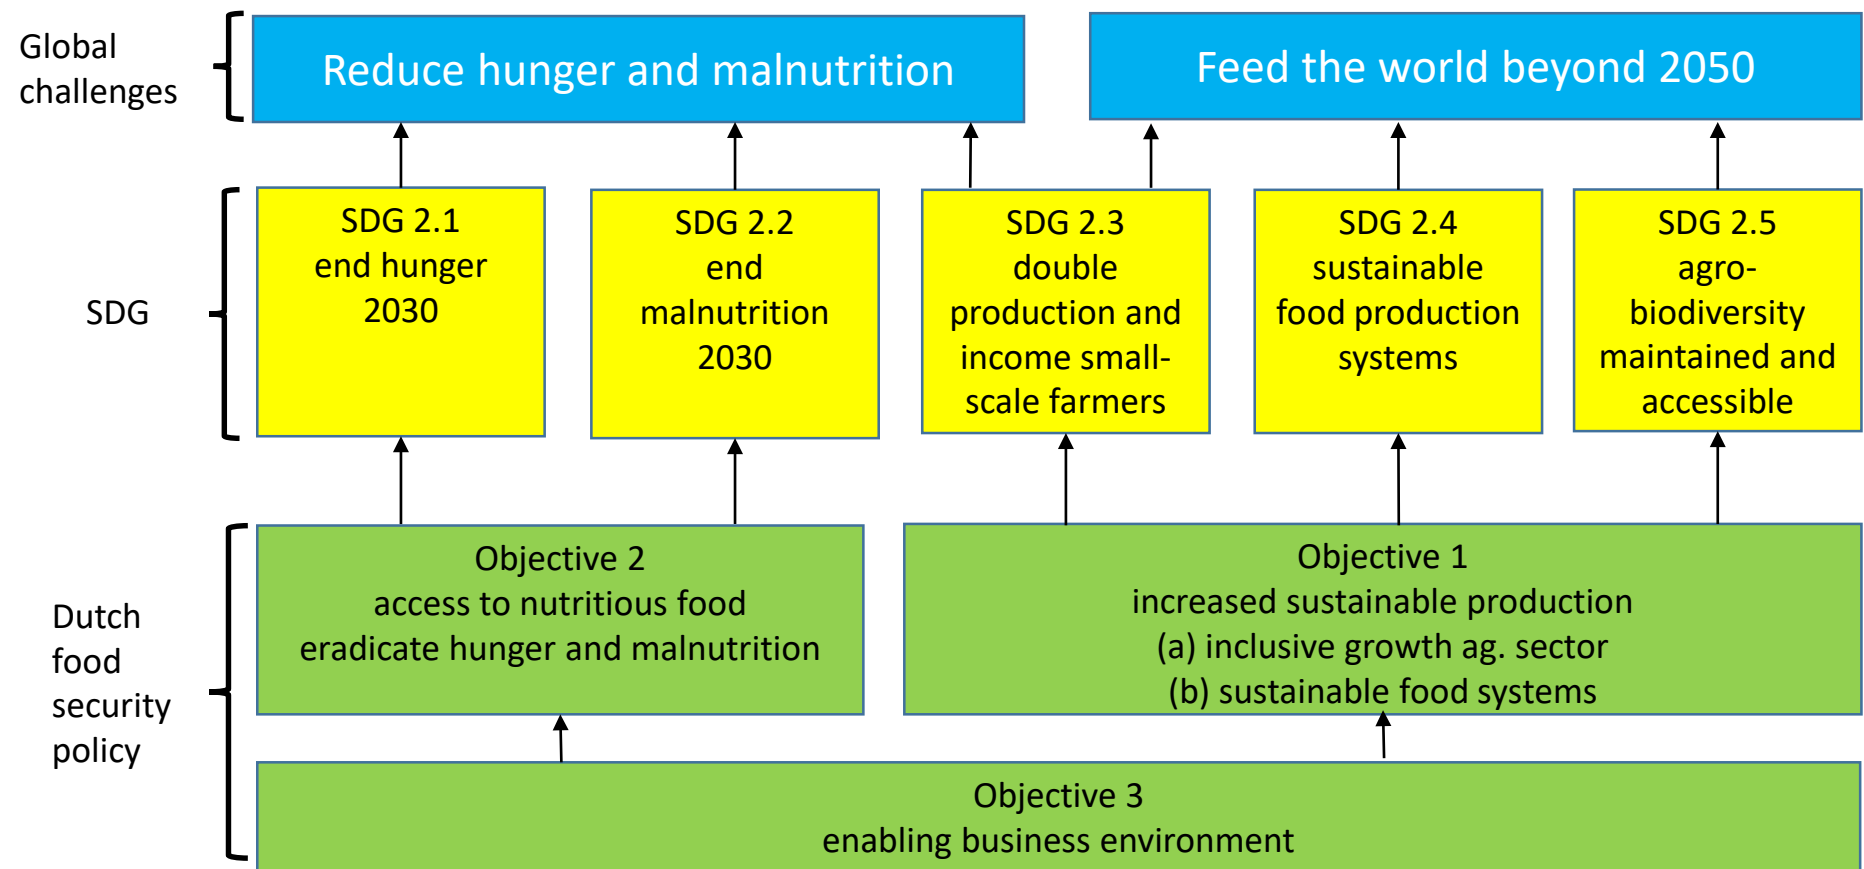 Global
challenges
Reduce hunger and malnutrition
Feed the world beyond 2050
SDG
SDG 2.1
end hunger
2030
SDG 2.2
end
malnutrition
2030
SDG 2.3
double
production and
income small-
scale farmers
SDG 2.4
sustainable
food production
systems
SDG 2.5
agro-
biodiversity
maintained and
accessible
Dutch
food
security
policy
Objective 2
access to nutritious food
eradicate hunger and malnutrition
Objective 1
increased sustainable production
(a) inclusive growth ag. sector
(b) sustainable food systems
Objective 3
enabling business environment